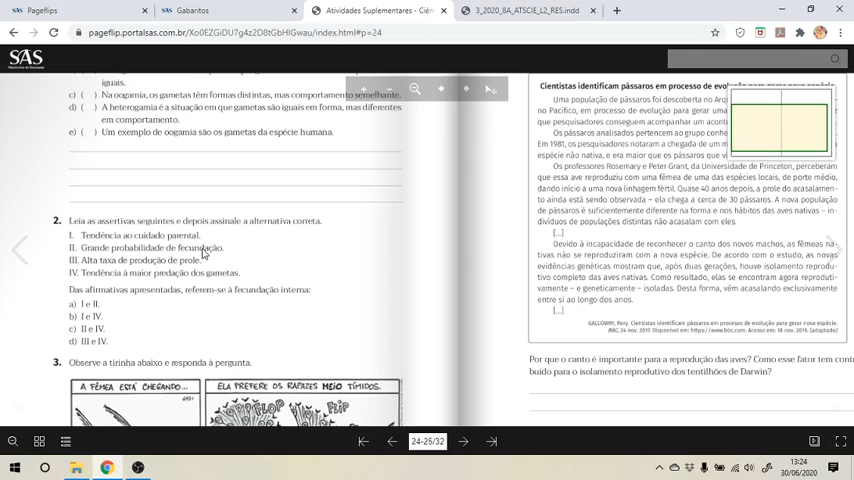 Pageflips
Gabaritos
Atividades Suplementares - Ciên
3_2020_8A_ATSCIE_L2_RES.indd
pageflip.portalsas.com.br/Xo0EZGiDU7g4z2D8tGbHIGwau/index.html#p=24
SAS
iguais.
c) ( ) Na oogamia, os gametas têm formas distintas, mas comportamento semelhante.
d) ( ) A heterogamia é a situação em que gametas são iguais em forma, mas diferentes
em comportamento.
e) ( ) Um exemplo de oogamia são os gametas da espécie humana.
2. Leia as assertivas seguintes e depois assinale a alternativa correta.
I. Tendência ao cuidado parental.
II. Grande probabilidade de fecundação.
III. Alta taxa de produção de prole.
IV. Tendência à maior predação dos gametas.
Das afirmativas apresentadas, referem-se à fecundação interna:
a) I e II.
b) I e IV.
c) II e IV.
d) III e IV.
3. Observe a tirinha abaixo e responda à pergunta.
A FÊMEA ESTÁ CHEGANDO...
ELA PREFERE OS RAPAZES MEIO TÍMIDOS.
FLOP
FLIP
Cientistas identificam pássaros em processo de
Uma população de pássaros foi descoberta no
no Pacífico, em processo de evolução para gerar uma
que pesquisadores conseguem acompanhar um
Os pássaros analisados pertencem ao grupo
Em 1981, os pesquisadores notaram a chegada de um
espécie não nativa, e era maior que os pássaros que
Os professores Rosemary e Peter Grant, da Universidade de Princeton, perceberam
que essa ave reproduziu com uma fêmea de uma das espécies locais, de porte médio,
dando início a uma nova linhagem fértil. Quase 40 anos depois, a prole do acasalamen-
to ainda está sendo observada – ela chega a cerca de 30 pássaros. A nova população
de pássaros é suficientemente diferente na forma e nos hábitos das aves nativas – in-
divíduos de populações distintas não acasalam com eles.
[...]
Devido à incapacidade de reconhecer o canto dos novos machos, as fêmeas na-
tivas não se reproduziram com a nova espécie. De acordo com o estudo, as novas
evidências genéticas mostram que, após duas gerações, houve isolamento reprodu-
tivo completo das aves nativas. Como resultado, elas se encontram agora reproduti-
vamente – e geneticamente – isoladas. Desta forma, vêm acasalando exclusivamente
entre si ao longo dos anos.
[...]
GALLOWAY, Rory. Cientistas identificam pássaros em processo de evolução para gerar nova espécie.
BBC, 24 nov. 2017. Disponível em: https://www.bbc.com. Acesso em: 18 nov. 2019. (adaptado)
Por que o canto é importante para a reprodução das aves? Como esse fator tem contri-
buído para o isolamento reprodutivo dos tentilhões de Darwin?
24-25/32
13:24
30/06/2020